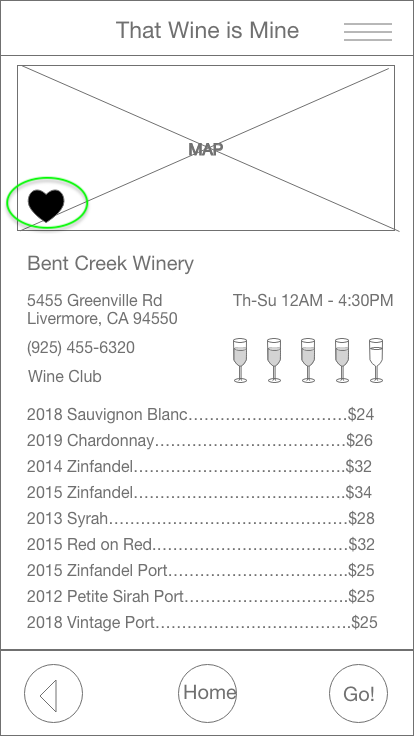 That Wine is Mine
MAP
Bent Creek Winery
5455 Greenville Rd
Livermore, CA 94550
Th-Su 12AM - 4:30PM
(925) 455-6320
Wine Club
2018 Sauvignon Blanc................................$24
2019 Chardonnay......................................$26
2014 Zinfandel..........................................$32
2015 Zinfandel..........................................$34
2013 Syrah...............................................$28
2015 Red on Red.......................................$32
2015 Zinfandel Port....................................$25
2012 Petite Sirah Port.................................$25
2018 Vintage Port.......................................$25
Home
Go!